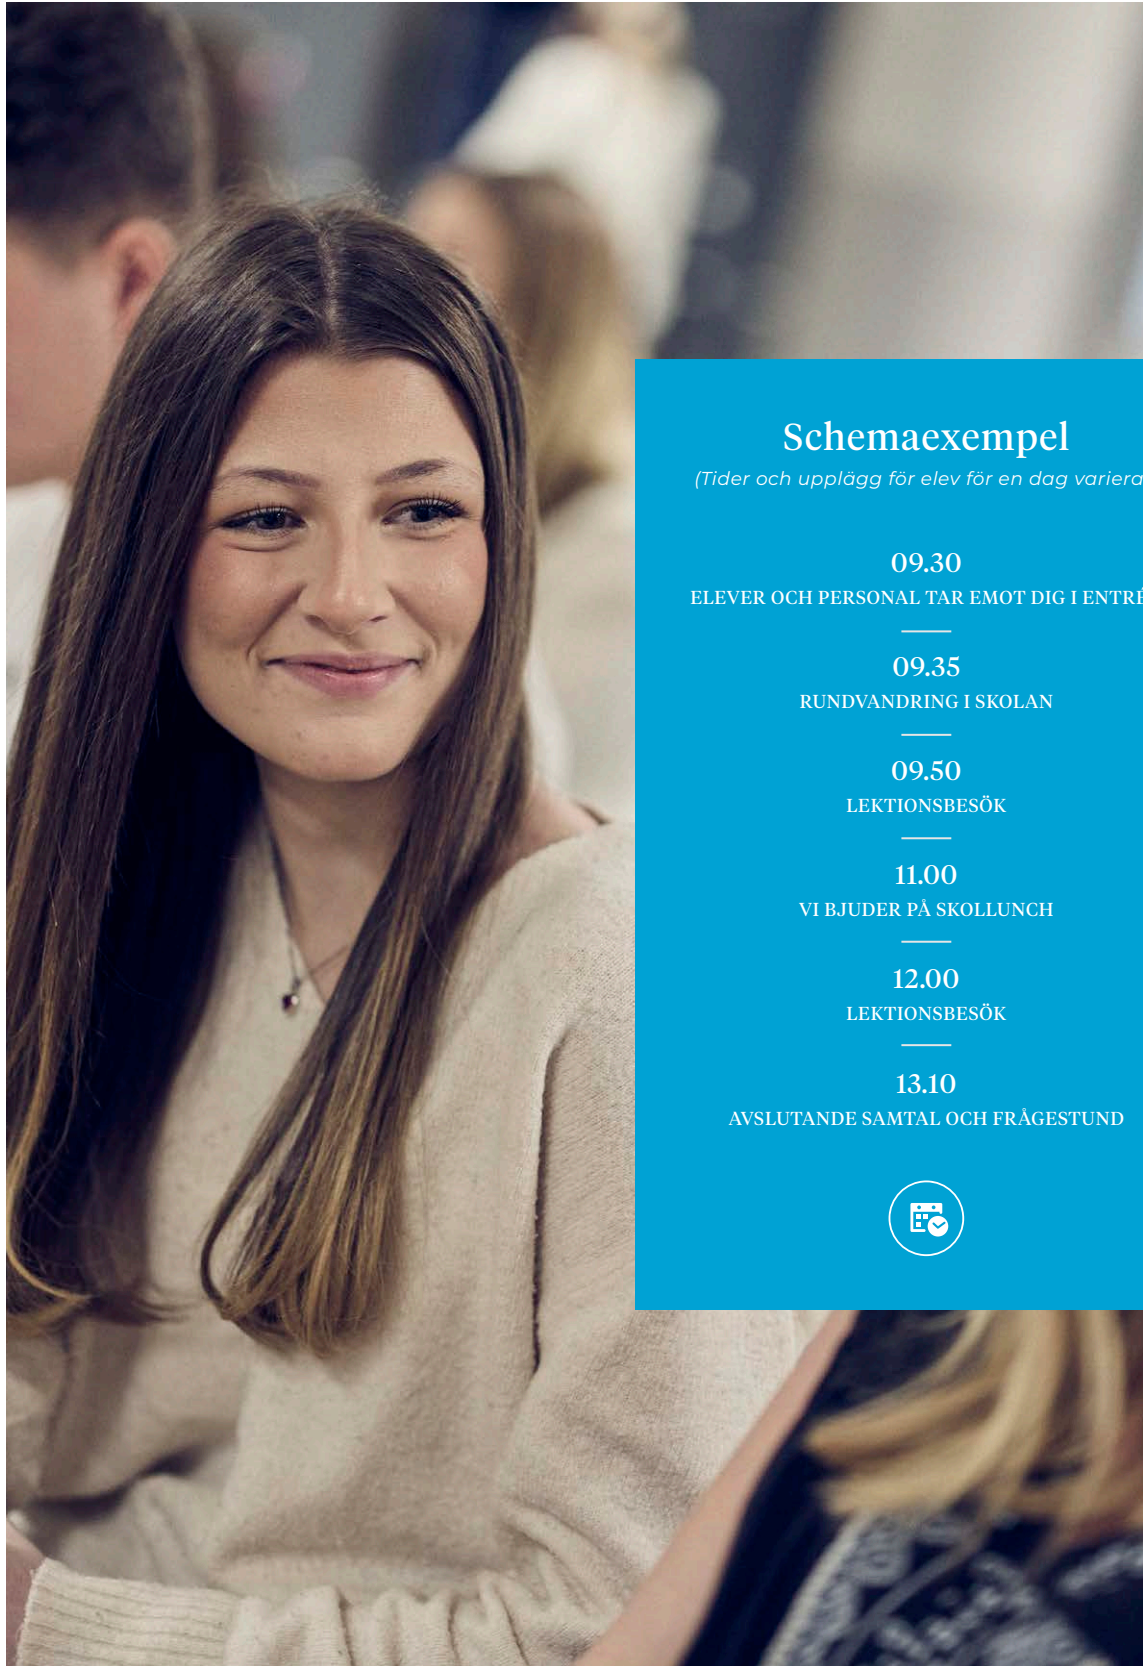 Schemaexempel
(Tider och upplägg för elev för en dag variera
09.30
ELEVER OCH PERSONAL TAR EMOT DIG I ENTRÉ
09.35
RUNDVANDRING I SKOLAN
09.50
LEKTIONSBESÖK
11.00
VI BJUDER PÅ SKOLLUNCH
12.00
LEKTIONSBESÖK
13.10
AVSLUTANDE SAMTAL OCH FRÅGESTUND